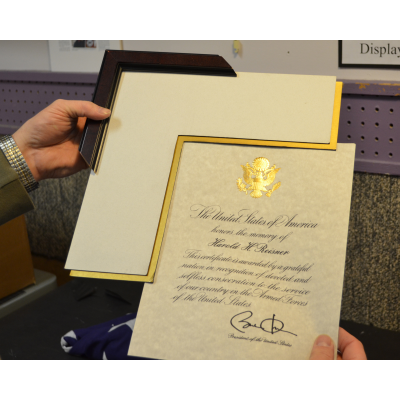 Display
The United States of America
honors the memory of
Harold H. Reisner
This certificate is awarded by a grateful
nation in recognition of devoted and
selfless consecration to the service
of our country in the Armed Forces
of the United States.
President of the United States